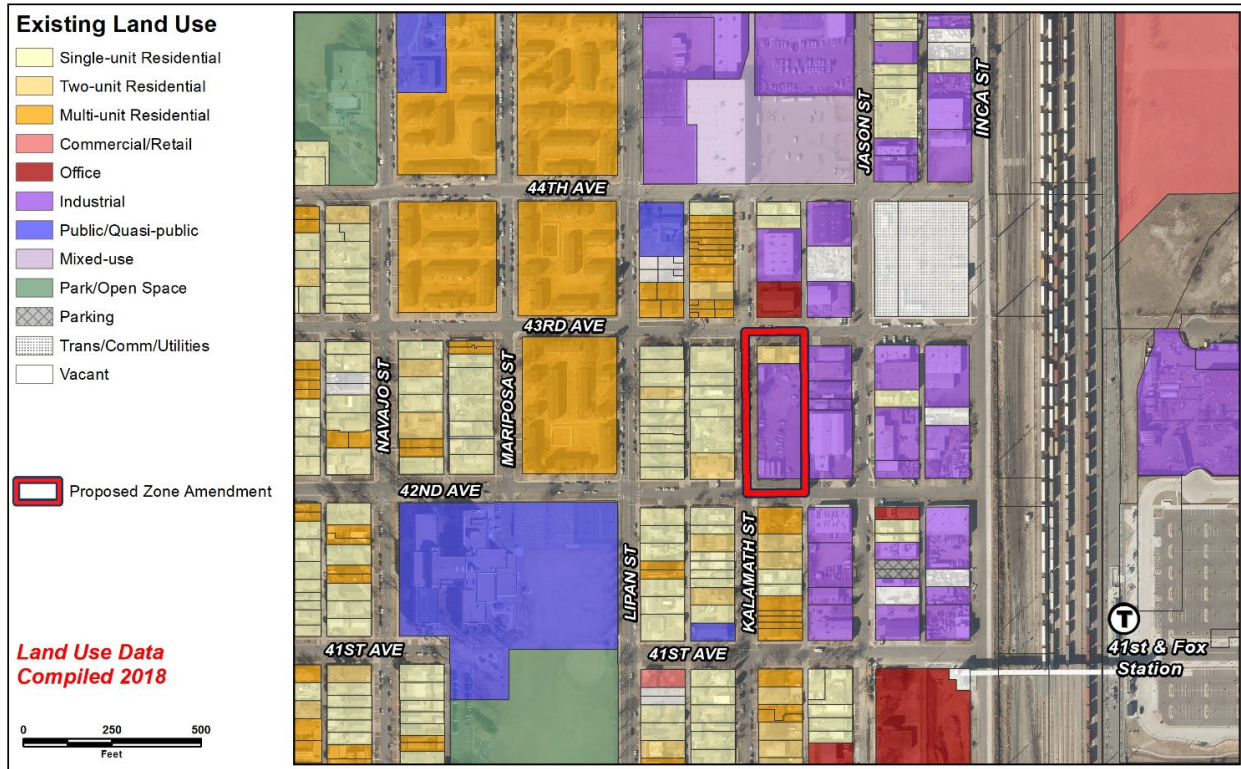 Existing Land Use
Single-unit Residential
Two-unit Residential
Multi-unit Residential
Commercial/Retail
Office
Industrial
Public/Quasi-public
Mixed-use
Park/Open Space
Parking
Trans/Comm/Utilities
Vacant
Proposed Zone Amendment
Land Use Data
Compiled 2018
0 250 500
Feet
JASON ST
INCA ST
44TH AVE
43RD AVE
NAVAJO ST
MARIPOSA ST
42ND AVE
LIPAN ST
KALAMATH ST
41ST AVE
41ST AVE
T
41st & Fox
Station